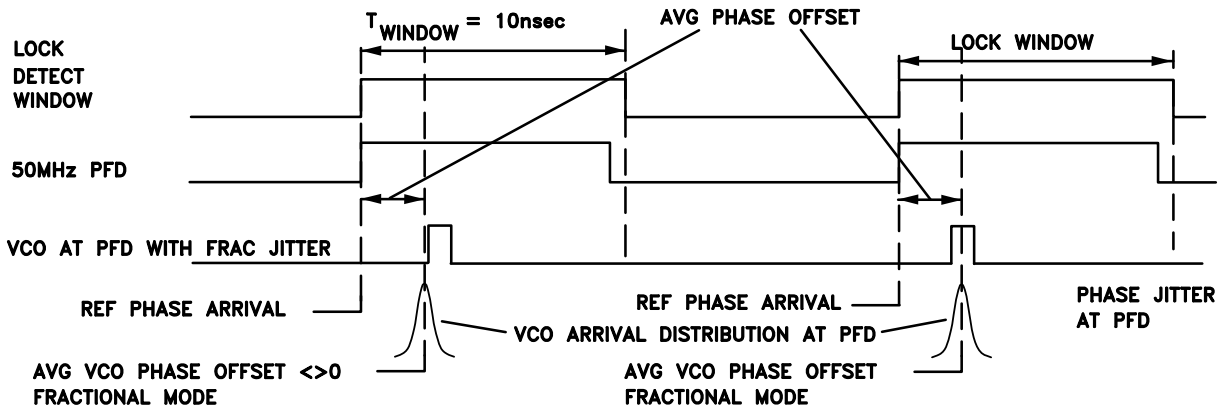 T WINDOW = 10nsec
AVG PHASE OFFSET
LOCK WINDOW
LOCK
DETECT
WINDOW
50MHz PFD
VCO AT PFD WITH FRAC JITTER
REF PHASE ARRIVAL
REF PHASE ARRIVAL
PHASE JITTER
AT PFD
VCO ARRIVAL DISTRIBUTION AT PFD
AVG VCO PHASE OFFSET <>0
FRACTIONAL MODE
AVG VCO PHASE OFFSET
FRACTIONAL MODE